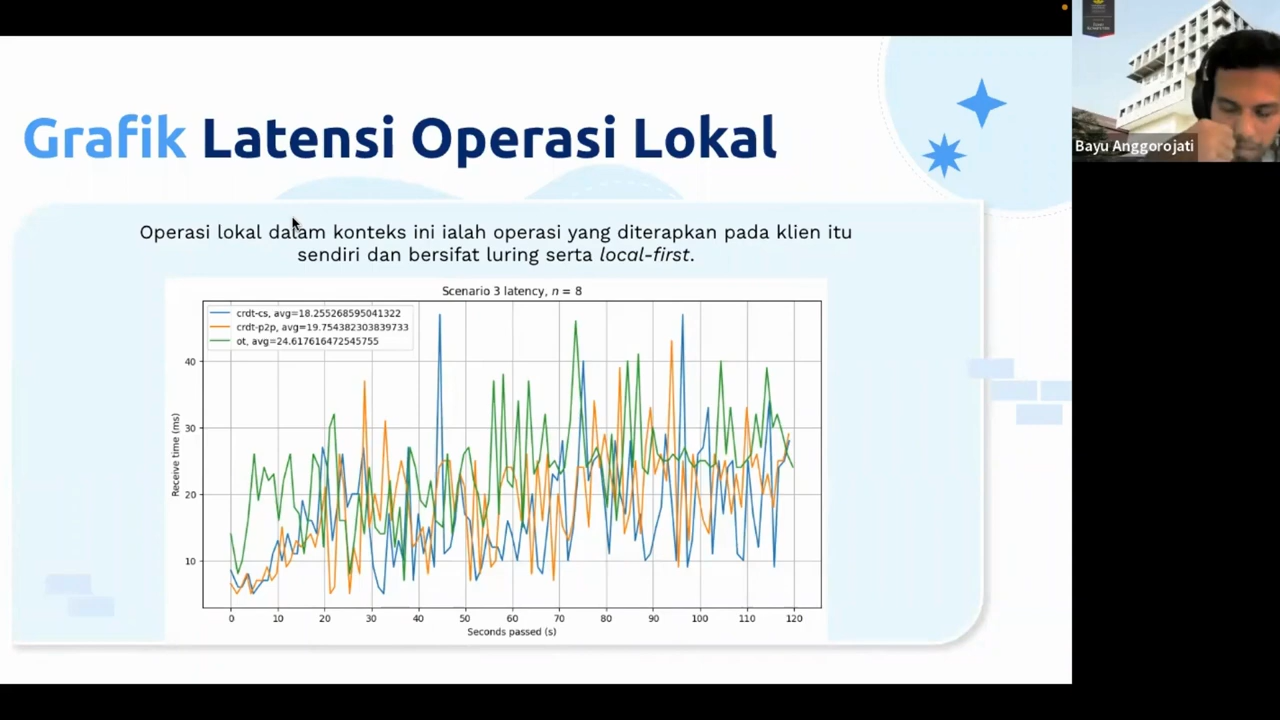 Grafik Latensi Operasi Lokal
Operasi lokal dalam konteks ini ialah operasi yang diterapkan pada klien itu
sendiri dan bersifat luring serta local-first.
Scenario 3 latency, n = 8
crdt-cs, avg=18.255268595041322
crdt-p2p, avg=19.754382303839733
ot, avg=24.617616472545755
Receive time (ms)
40
30
20
10
0 10 20 30 40 50 60 70 80 90 100 110 120
Seconds passed (s)
Bayu Anggorojati